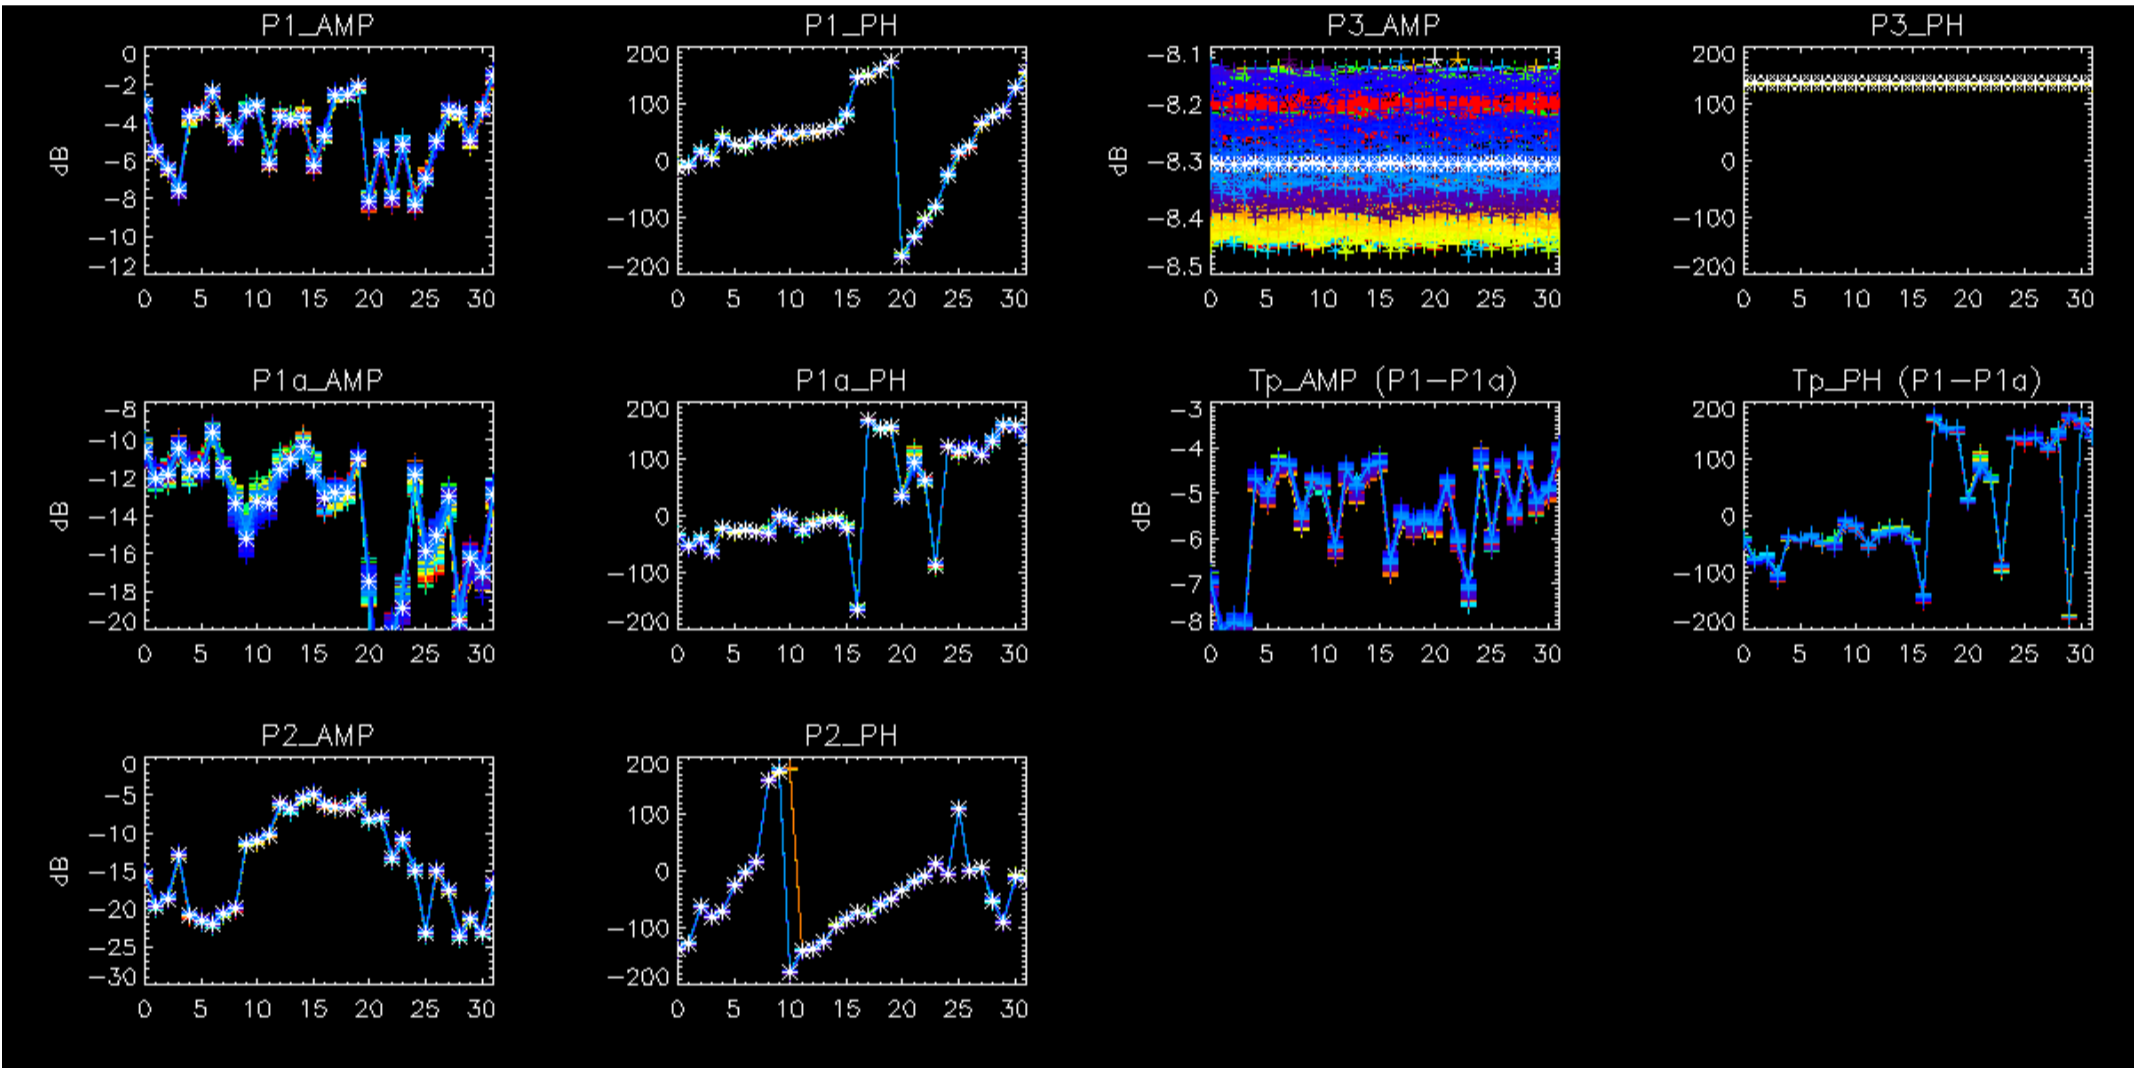 P1_AMP
P1_PH
P3_AMP
P3_PH
dB
0
−2
−4
−6
−8
−10
−12
0 5 10 15 20 25 30
200
100
0
−100
−200
0 5 10 15 20 25 30
dB
−8.1
−8.2
−8.3
−8.4
−8.5
0 5 10 15 20 25 30
200
100
0
−100
−200
0 5 10 15 20 25 30
P1a_AMP
P1a_PH
Tp_AMP (P1−P1a)
Tp_PH (P1−P1a)
dB
−8
−10
−12
−14
−16
−18
−20
0 5 10 15 20 25 30
200
100
0
−100
−200
0 5 10 15 20 25 30
dB
−3
−4
−5
−6
−7
−8
0 5 10 15 20 25 30
200
100
0
−100
−200
0 5 10 15 20 25 30
P2_AMP
P2_PH
dB
0
−5
−10
−15
−20
−25
−30
0 5 10 15 20 25 30
200
100
0
−100
−200
0 5 10 15 20 25 30